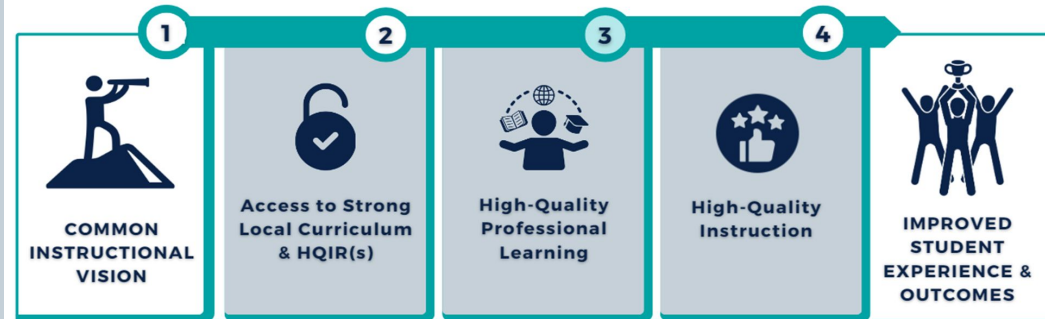 1
2
3
4
COMMON
INSTRUCTIONAL
VISION
Access to Strong
Local Curriculum
& HQIR(s)
High-Quality
Professional
Learning
High-Quality
Instruction
IMPROVED
STUDENT
EXPERIENCE &
OUTCOMES